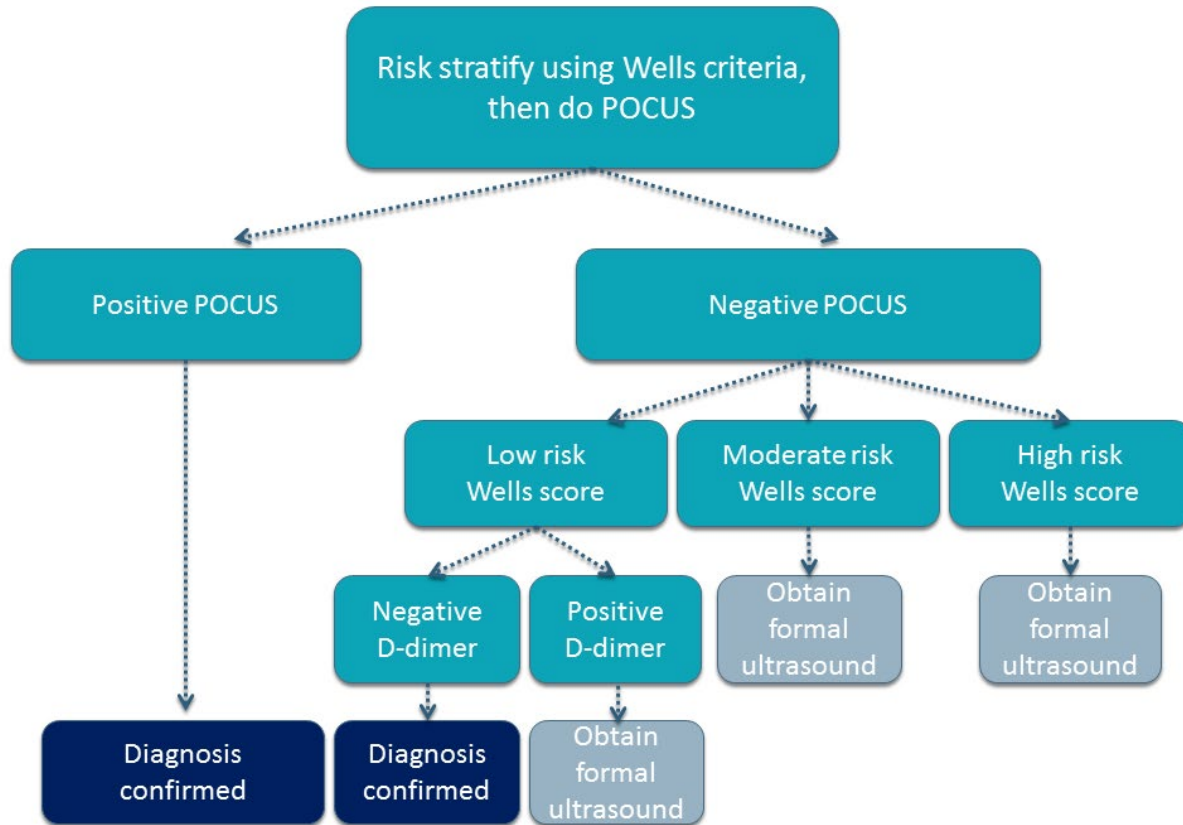 Risk stratify using Wells criteria,
then do POCUS
Positive POCUS
Negative POCUS
Low risk
Wells score
Moderate risk
Wells score
High risk
Wells score
Negative
D-dimer
Positive
D-dimer
Obtain
formal
ultrasound
Obtain
formal
ultrasound
Diagnosis
confirmed
Diagnosis
confirmed
Obtain
formal
ultrasound